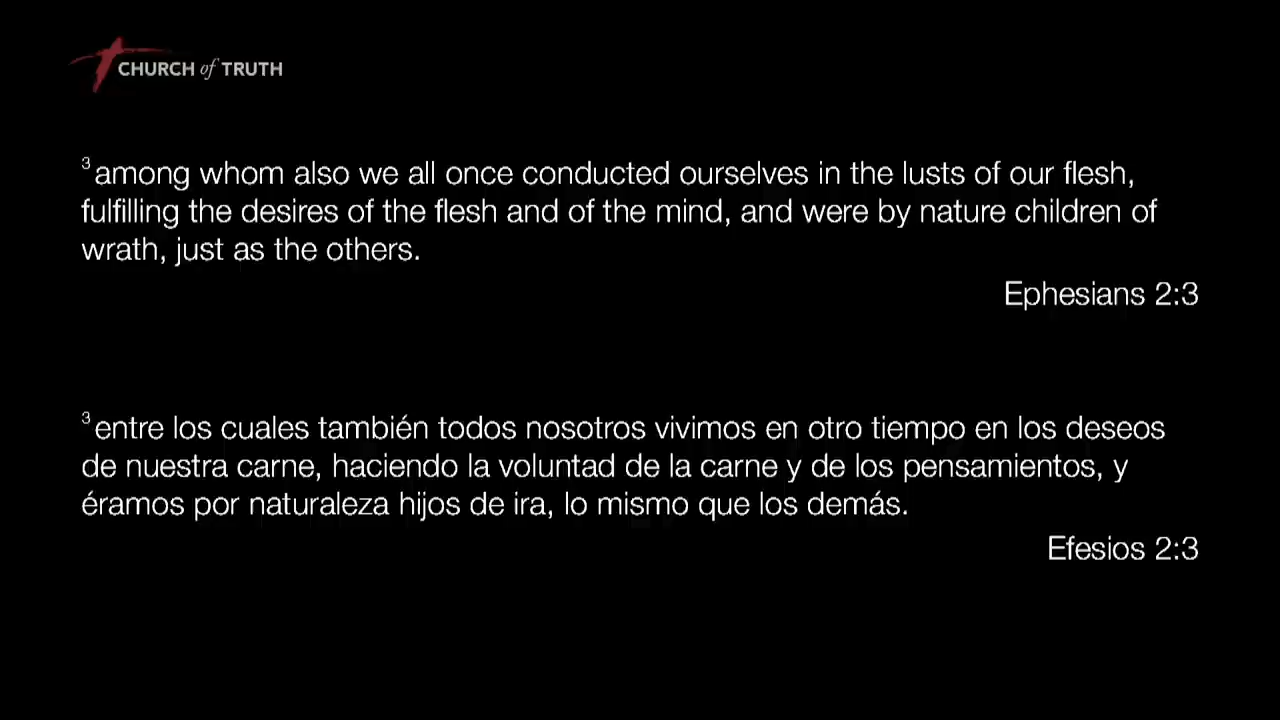 CHURCH of TRUTH
3 among whom also we all once conducted ourselves in the lusts of our flesh,
fulfilling the desires of the flesh and of the mind, and were by nature children of
wrath, just as the others.
Ephesians 2:3
3 entre los cuales también todos nosotros vivimos en otro tiempo en los deseos
de nuestra carne, haciendo la voluntad de la carne y de los pensamientos, y
éramos por naturaleza hijos de ira, lo mismo que los demás.
Efesios 2:3